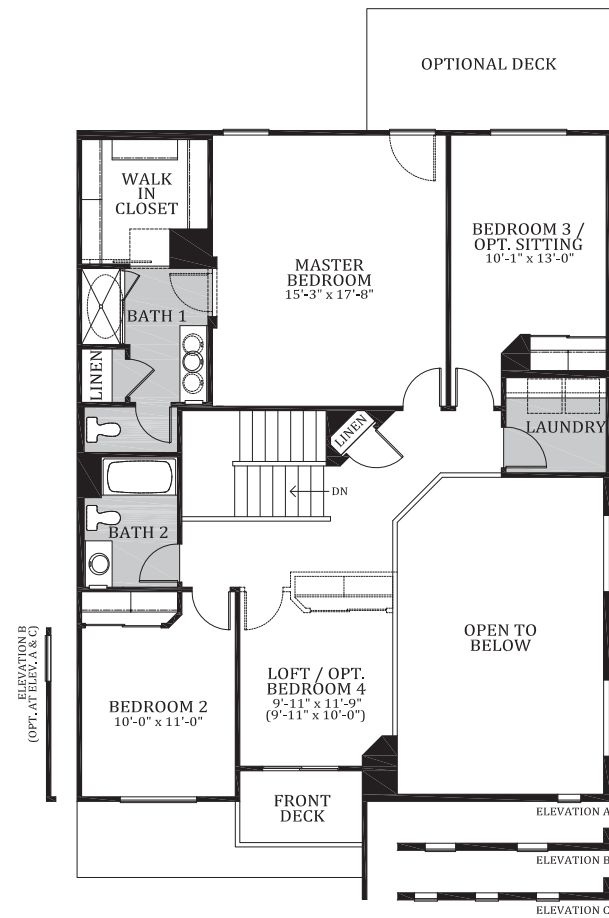 OPTIONAL DECK
WALK
IN
CLOSET
MASTER
BEDROOM
15'-3" x 17'-8"
BEDROOM 3 /
OPT. SITTING
10'-1" x 13'-0"
BATH 1
LINEN
LINEN
LAUNDRY
DN
BATH 2
OPEN TO
BELOW
LOFT / OPT.
BEDROOM 4
9'-11" x 11'-9"
(9'-11" x 10'-0")
BEDROOM 2
10'-0" x 11'-0"
ELEVATION B
(OPT. AT ELEV. A & C)
FRONT
DECK
ELEVATION A
ELEVATION B
ELEVATION C